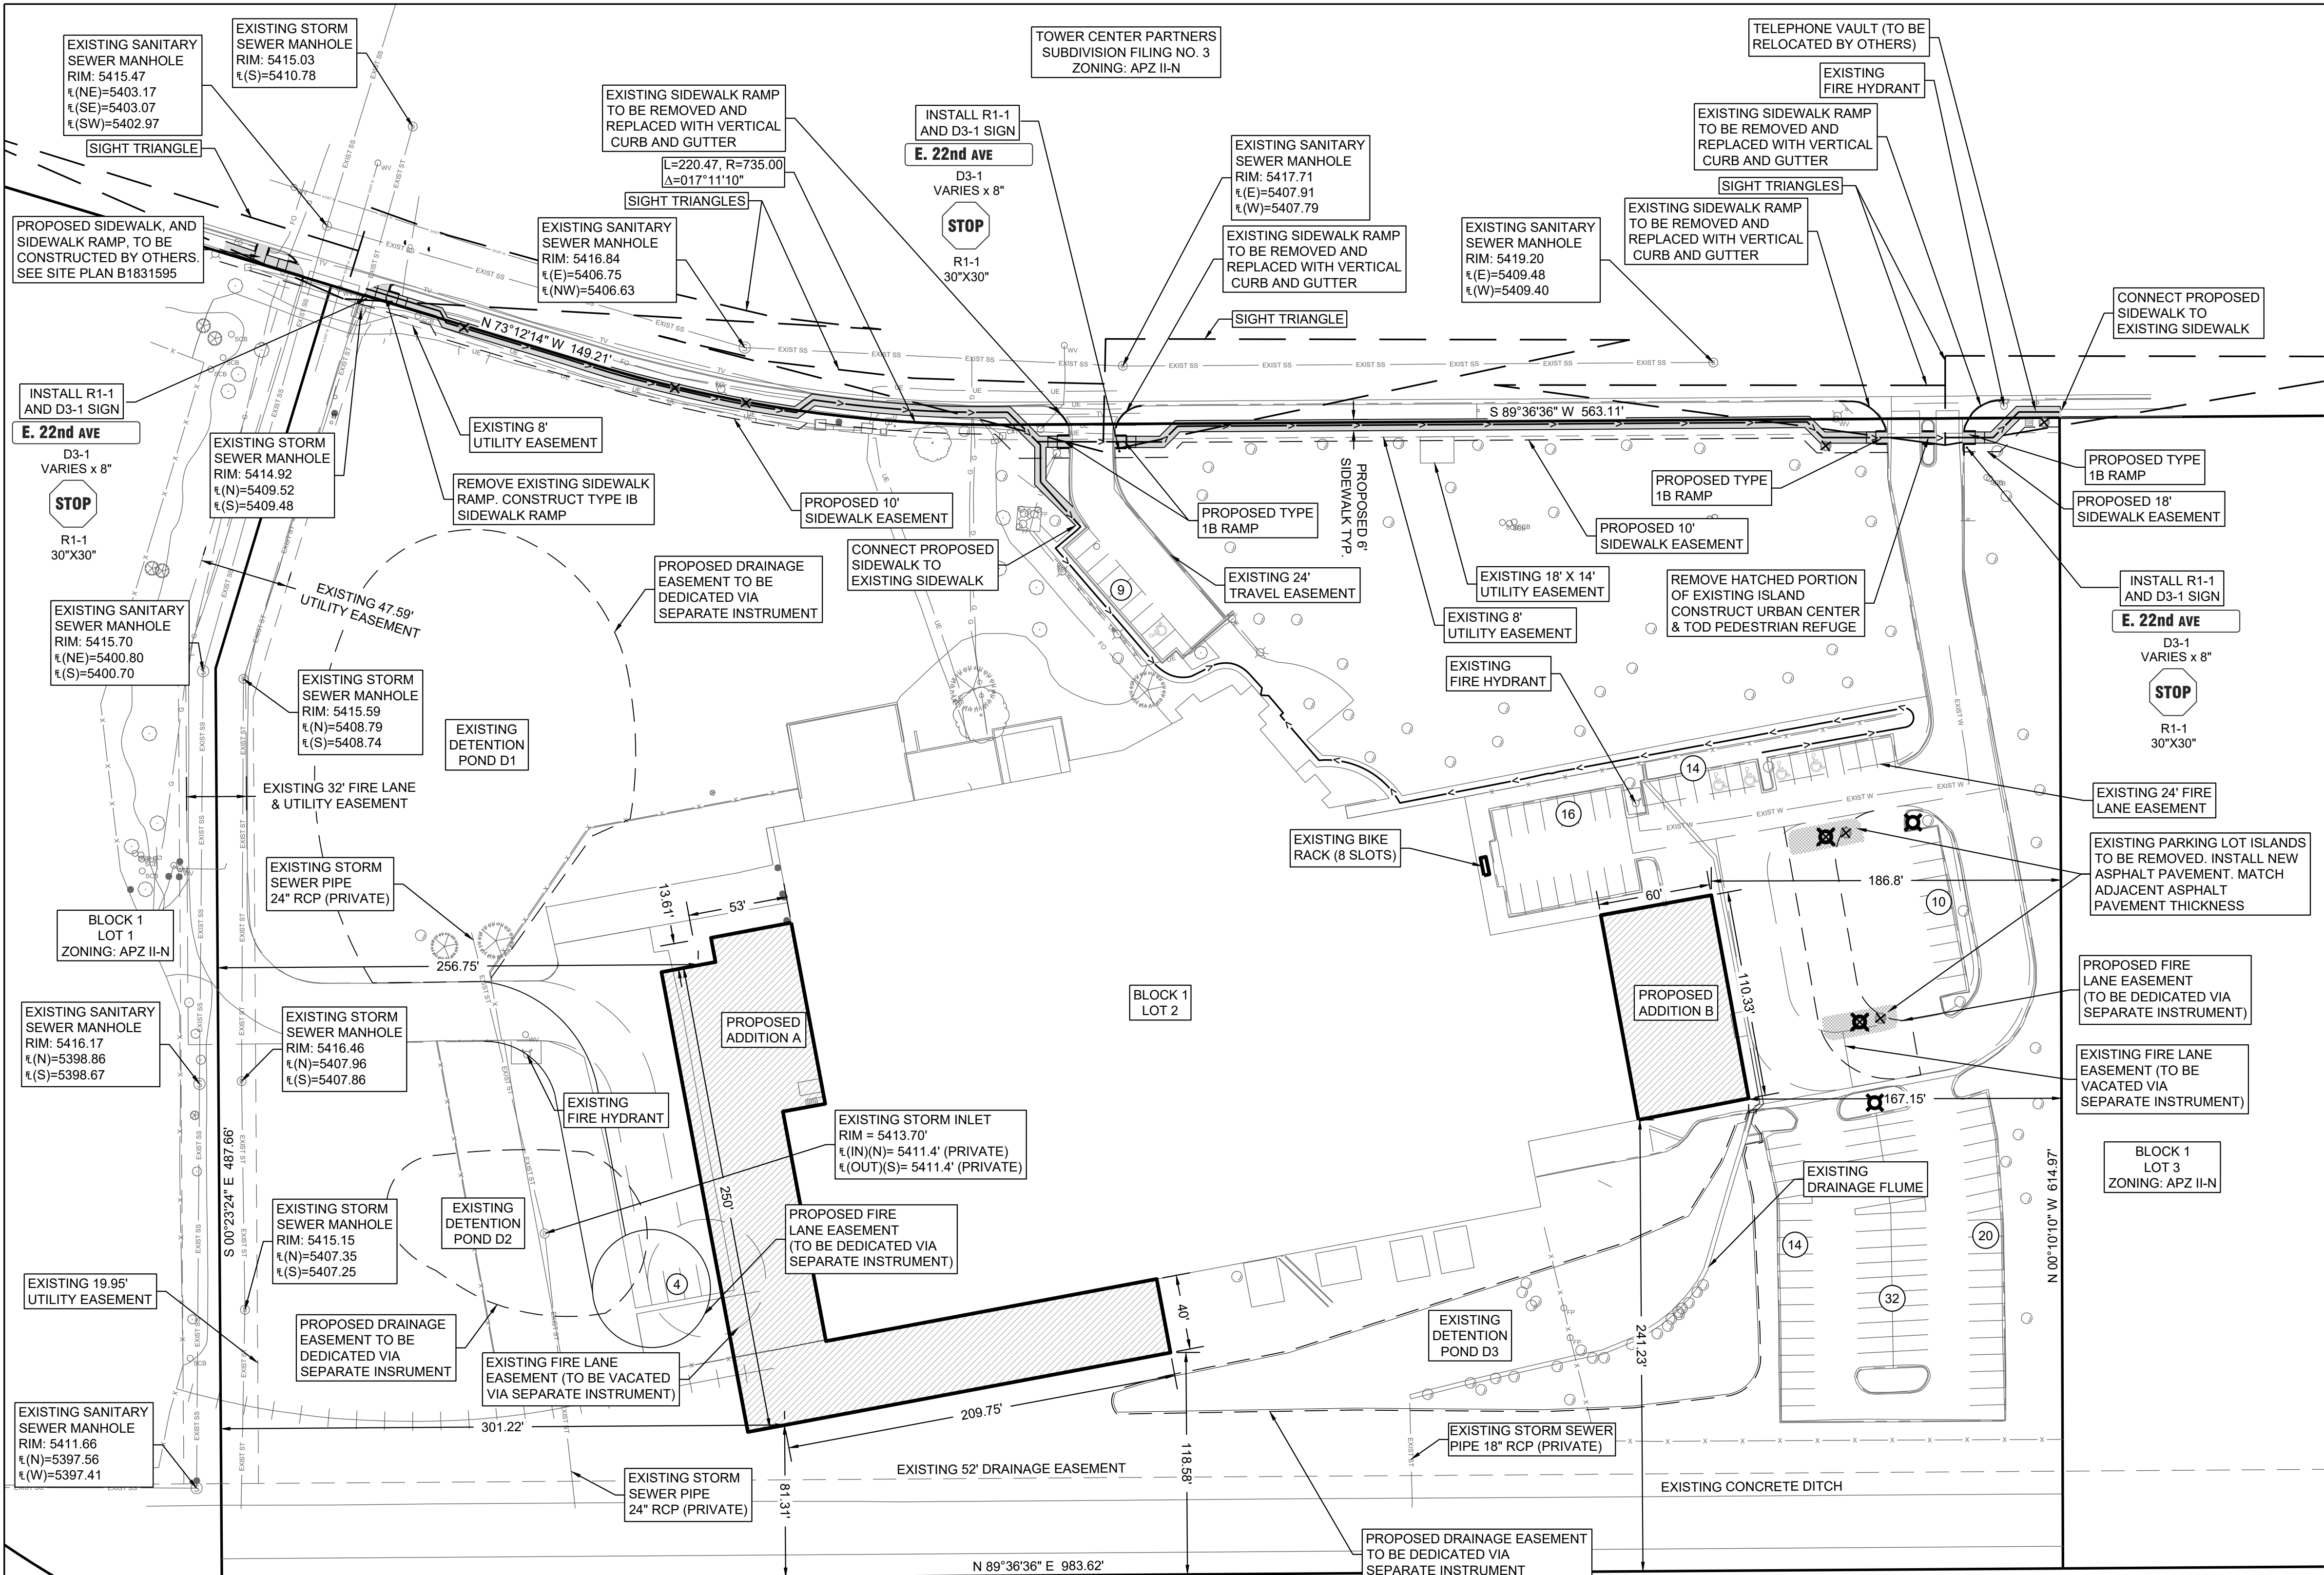 EXISTING SANITARY
SEWER MANHOLE
RIM: 5415.47
℄(NE)=5403.17
℄(SE)=5403.07
℄(SW)=5402.97
EXISTING STORM
SEWER MANHOLE
RIM: 5415.03
℄(S)=5410.78
SIGHT TRIANGLE
PROPOSED SIDEWALK, AND
SIDEWALK RAMP, TO BE
CONSTRUCTED BY OTHERS.
SEE SITE PLAN B1831595
TOWER CENTER PARTNERS
SUBDIVISION FILING NO. 3
ZONING: APZ II-N
EXISTING SIDEWALK RAMP
TO BE REMOVED AND
REPLACED WITH VERTICAL
CURB AND GUTTER
L=220.47, R=735.00
Δ=017°11'10"
SIGHT TRIANGLES
INSTALL R1-1
AND D3-1 SIGN
E. 22nd AVE
D3-1
VARIES x 8"
STOP
R1-1
30"X30"
EXISTING SANITARY
SEWER MANHOLE
RIM: 5416.84
℄(E)=5406.75
℄(NW)=5406.63
EXISTING SANITARY
SEWER MANHOLE
RIM: 5417.71
℄(E)=5407.91
℄(W)=5407.79
EXISTING SIDEWALK RAMP
TO BE REMOVED AND
REPLACED WITH VERTICAL
CURB AND GUTTER
SIGHT TRIANGLE
EXISTING SANITARY
SEWER MANHOLE
RIM: 5419.20
℄(E)=5409.48
℄(W)=5409.40
TELEPHONE VAULT (TO BE
RELOCATED BY OTHERS)
EXISTING
FIRE HYDRANT
EXISTING SIDEWALK RAMP
TO BE REMOVED AND
REPLACED WITH VERTICAL
CURB AND GUTTER
SIGHT TRIANGLES
EXISTING SIDEWALK RAMP
TO BE REMOVED AND
REPLACED WITH VERTICAL
CURB AND GUTTER
CONNECT PROPOSED
SIDEWALK TO
EXISTING SIDEWALK
N 73°12'14" W 149.21'
S 89°36'36" W 563.11'
INSTALL R1-1
AND D3-1 SIGN
E. 22nd AVE
D3-1
VARIES x 8"
STOP
R1-1
30"X30"
EXISTING STORM
SEWER MANHOLE
RIM: 5414.92
℄(N)=5409.52
℄(S)=5409.48
EXISTING 8'
UTILITY EASEMENT
REMOVE EXISTING SIDEWALK
RAMP. CONSTRUCT TYPE IB
SIDEWALK RAMP
PROPOSED 10'
SIDEWALK EASEMENT
CONNECT PROPOSED
SIDEWALK TO
EXISTING SIDEWALK
PROPOSED TYPE
1B RAMP
EXISTING 24'
TRAVEL EASEMENT
PROPOSED 6'
SIDEWALK TYP.
EXISTING 18' X 14'
UTILITY EASEMENT
EXISTING 8'
UTILITY EASEMENT
PROPOSED 10'
SIDEWALK EASEMENT
PROPOSED TYPE
1B RAMP
REMOVE HATCHED PORTION
OF EXISTING ISLAND
CONSTRUCT URBAN CENTER
& TOD PEDESTRIAN REFUGE
PROPOSED TYPE
1B RAMP
PROPOSED 18'
SIDEWALK EASEMENT
INSTALL R1-1
AND D3-1 SIGN
E. 22nd AVE
D3-1
VARIES x 8"
STOP
R1-1
30"X30"
EXISTING 47.59'
UTILITY EASEMENT
PROPOSED DRAINAGE
EASEMENT TO BE
DEDICATED VIA
SEPARATE INSTRUMENT
EXISTING SANITARY
SEWER MANHOLE
RIM: 5415.70
℄(NE)=5400.80
℄(S)=5400.70
EXISTING STORM
SEWER MANHOLE
RIM: 5415.59
℄(N)=5408.79
℄(S)=5408.74
EXISTING
DETENTION
POND D1
EXISTING 32' FIRE LANE
& UTILITY EASEMENT
9
EXISTING
FIRE HYDRANT
14
16
EXISTING BIKE
RACK (8 SLOTS)
EXISTING 24' FIRE
LANE EASEMENT
EXISTING PARKING LOT ISLANDS
TO BE REMOVED. INSTALL NEW
ASPHALT PAVEMENT. MATCH
ADJACENT ASPHALT
PAVEMENT THICKNESS
EXISTING STORM
SEWER PIPE
24" RCP (PRIVATE)
BLOCK 1
LOT 1
ZONING: APZ II-N
13.61'
53'
256.75'
60'
186.8'
10
110.33'
PROPOSED
ADDITION A
BLOCK 1
LOT 2
PROPOSED
ADDITION B
PROPOSED FIRE
LANE EASEMENT
(TO BE DEDICATED VIA
SEPARATE INSTRUMENT)
EXISTING FIRE LANE
EASEMENT (TO BE
VACATED VIA
SEPARATE INSTRUMENT)
EXISTING SANITARY
SEWER MANHOLE
RIM: 5416.17
℄(N)=5398.86
℄(S)=5398.67
EXISTING STORM
SEWER MANHOLE
RIM: 5416.46
℄(N)=5407.96
℄(S)=5407.86
EXISTING
FIRE HYDRANT
EXISTING STORM INLET
RIM = 5413.70'
℄(IN)(N)= 5411.4' (PRIVATE)
℄(OUT)(S)= 5411.4' (PRIVATE)
167.15'
BLOCK 1
LOT 3
ZONING: APZ II-N
S 00°23'24" E 487.66'
N 00°10'10" W 614.97'
EXISTING
DRAINAGE FLUME
EXISTING STORM
SEWER MANHOLE
RIM: 5415.15
℄(N)=5407.35
℄(S)=5407.25
EXISTING
DETENTION
POND D2
250'
4
PROPOSED FIRE
LANE EASEMENT
(TO BE DEDICATED VIA
SEPARATE INSTRUMENT)
14
20
32
EXISTING 19.95'
UTILITY EASEMENT
PROPOSED DRAINAGE
EASEMENT TO BE
DEDICATED VIA
SEPARATE INSRUMENT
EXISTING FIRE LANE
EASEMENT (TO BE VACATED
VIA SEPARATE INSTRUMENT)
40'
EXISTING
DETENTION
POND D3
241.23'
EXISTING SANITARY
SEWER MANHOLE
RIM: 5411.66
℄(N)=5397.56
℄(W)=5397.41
301.22'
209.75'
118.58'
81.31'
EXISTING STORM SEWER
PIPE 18" RCP (PRIVATE)
EXISTING STORM
SEWER PIPE
24" RCP (PRIVATE)
EXISTING 52' DRAINAGE EASEMENT
EXISTING CONCRETE DITCH
PROPOSED DRAINAGE EASEMENT
TO BE DEDICATED VIA
SEPARATE INSTRUMENT
N 89°36'36" E 983.62'